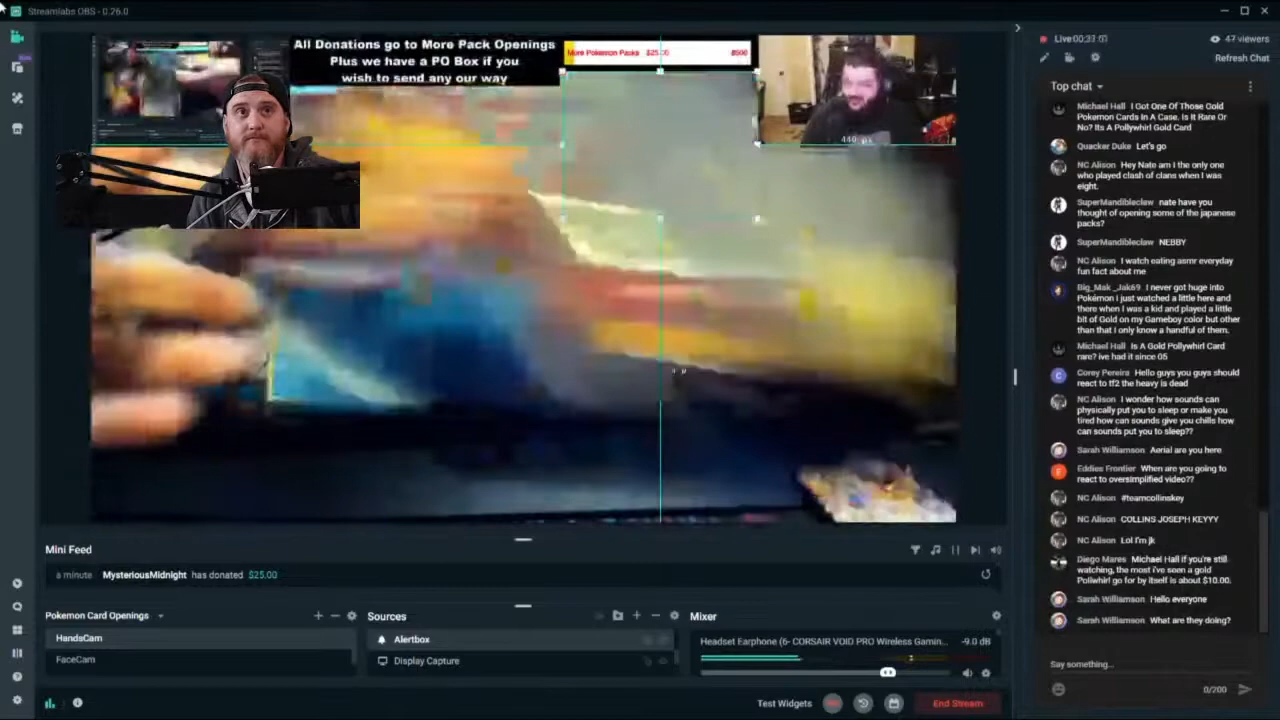 Streamlabs OBS - 0.26.0
All Donations go to More Pack Openings
Plus we have a PO Box if you
wish to send any our way
More Pokemon Packs $25.00 $500
440 px
Live 47 viewers
Refresh Chat
Top chat
Michael Hall I Got One Of Those Gold
Pokemon Cards In A Case. Is It Rare Or
No? Its A Pollywhirl Gold Card
Quacker Duke Let's go
NC Alison Hey Nate am I the only one
who played clash of clans when I was
eight.
SuperMandibleclaw nate have you
thought of opening some of the japanese
packs?
SuperMandibleclaw NEBBY
NC Alison I watch eating asmr everyday
fun fact about me
Big_Mak_Jak69 I never got huge into
Pokémon i just watched a little here and
there when I was a kid and played a little
bit of Gold on my Gameboy color but other
than that I only know a handful of them.
Michael Hall Is A Gold Pollywhirl Card
rare? ive had it since 05
Corey Pereira Hello guys you guys should
react to tf2 the heavy is dead
NC Alison I wonder how sounds can
physically put you to sleep or make you
tired how can sounds give you chills how
can sounds put you to sleep??
Sarah Williamson Aerial are you here
Eddies Frontier When are you going to
react to oversimplified video??
NC Alison #teamcollinskey
NC Alison COLLINS JOSEPH KEYYY
NC Alison Lol I'm jk
Diego Mares Michael Hall if you're still
watching, the most i've seen a gold
Poliwhirl go for by itself is about $10.00.
Sarah Williamson Hello everyone
Sarah Williamson What are they doing?
Say something...
0/200
Mini Feed
a minute MysteriousMidnight has donated $25.00
Pokemon Card Openings
HandsCam
FaceCam
Sources
Alertbox
Display Capture
Mixer
Headset Earphone (6- CORSAIR VOID PRO Wireless Gamin... -9.0 dB
Test Widgets
End Stream